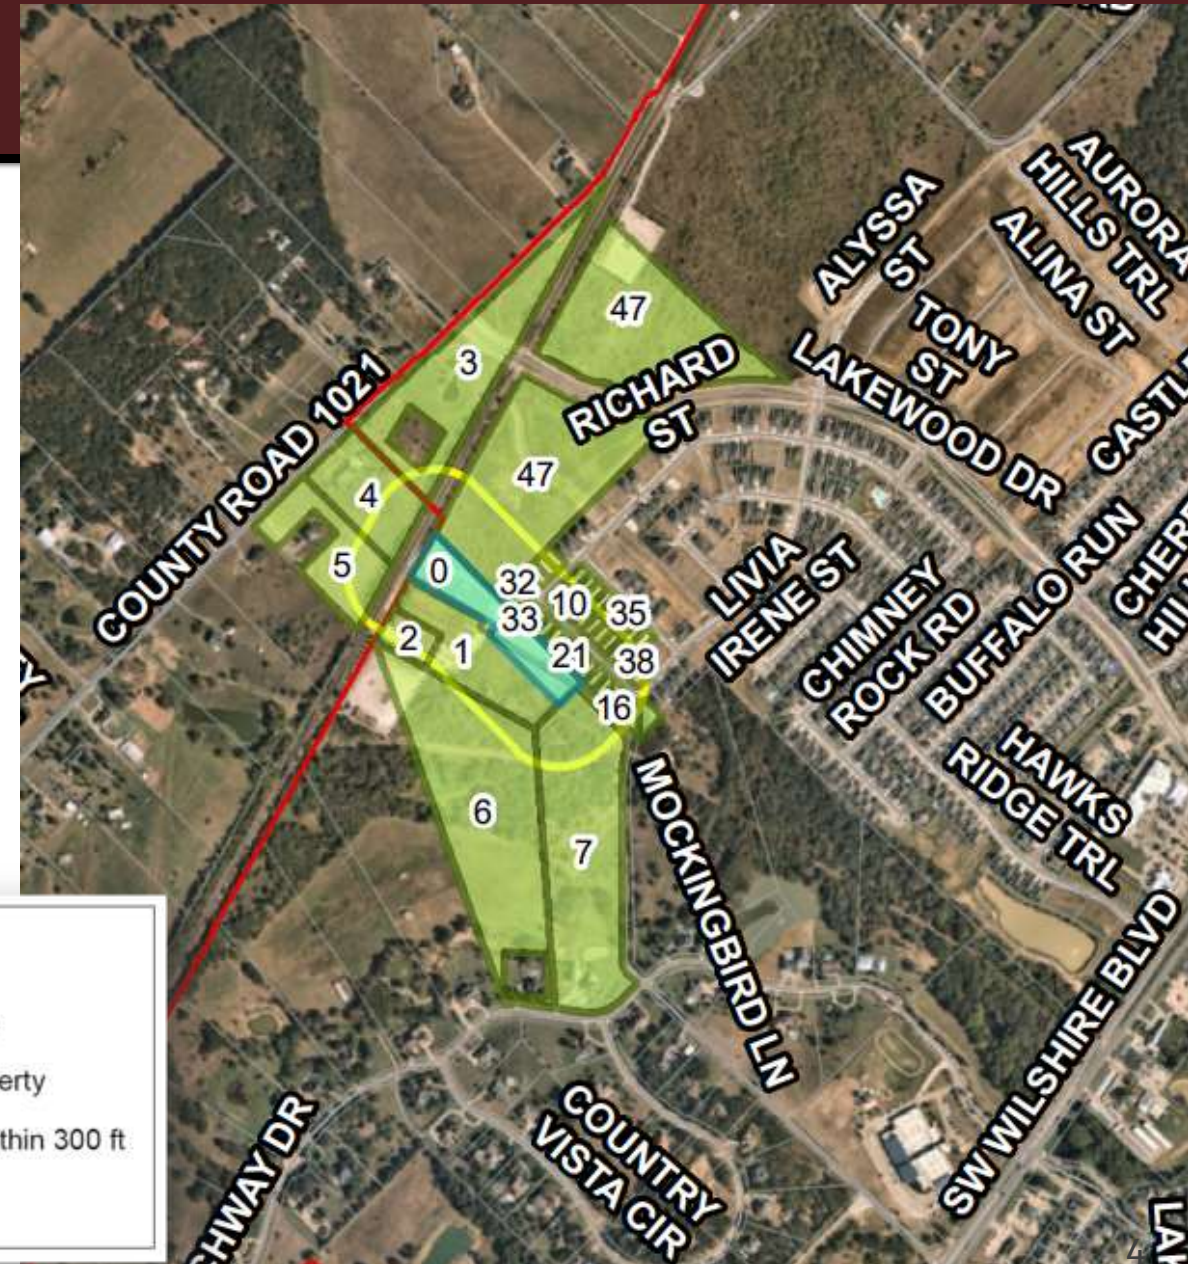 AURORA
HILLS TRL
ALYSSA
ST
ALINA ST
TONY
ST
47
3
RICHARD
ST
LAKEWOOD DR
COUNTY ROAD 1021
47
4
BUFFALO RUN
LIVIA
IRENE ST
CHIMNEY
ROCK RD
5
0
32
10
35
33
2
1
21
38
16
HAWKS
RIDGE TRL
MOCKINGBIRD LN
6
7
SW WILSHIRE BLVD
erty
thin 300 ft
COUNTRY
VISTA CIR
CHWAY DR